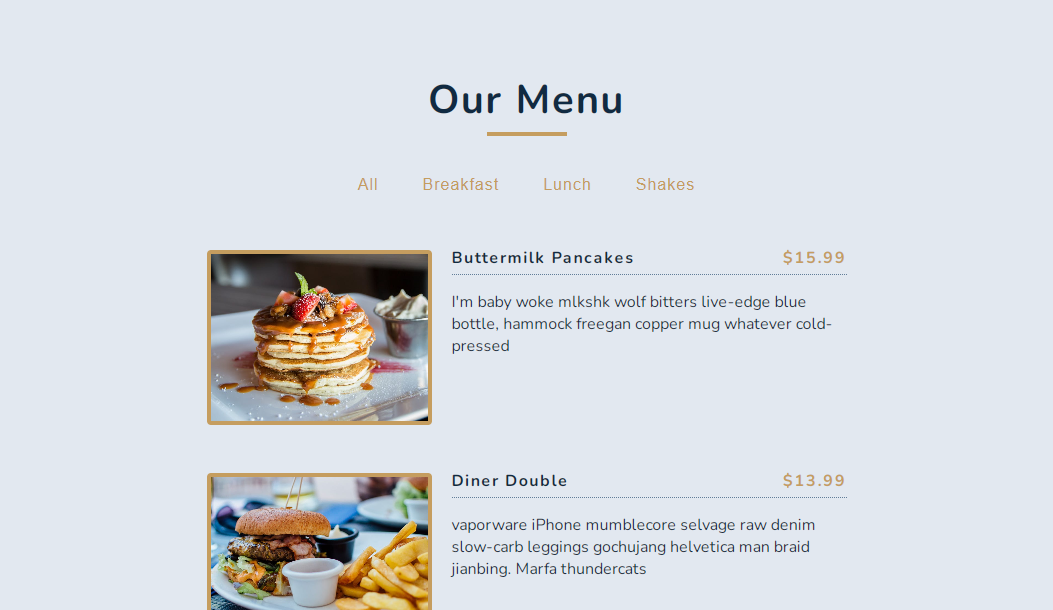 Our Menu
All Breakfast Lunch Shakes
Buttermilk Pancakes $15.99
I'm baby woke mlkshk wolf bitters live-edge blue
bottle, hammock freegan copper mug whatever cold-
pressed
Diner Double $13.99
vaporware iPhone mumblecore selvage raw denim
slow-carb leggings gochujang helvetica man braid
jianbing. Marfa thundercats